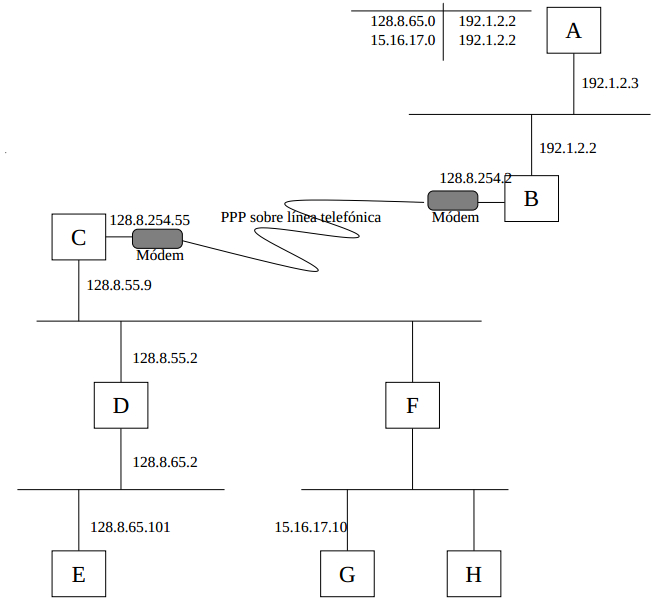 128.8.65.0 192.1.2.2
15.16.17.0 192.1.2.2
A
192.1.2.3
192.1.2.2
128.8.254.2
B
128.8.254.55
PPP sobre línea telefónica
Módem
C
Módem
128.8.55.9
128.8.55.2
D
F
128.8.65.2
128.8.65.101
15.16.17.10
E
G
H